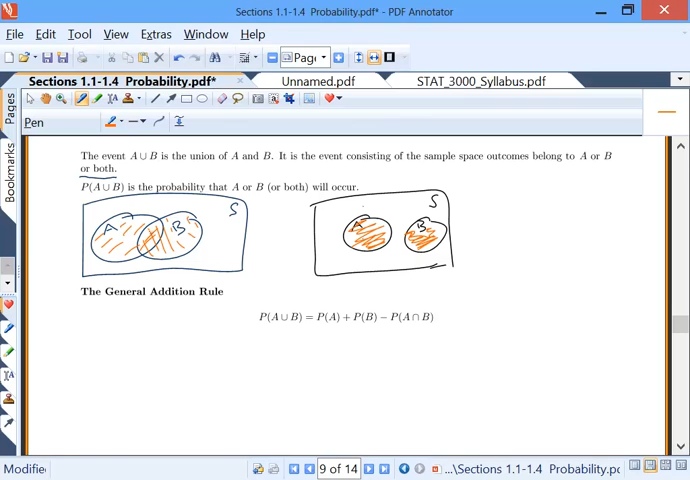 Sections 1.1-1.4 Probability.pdf* - PDF Annotator
File Edit Tool View Extras Window Help
Page
Sections 1.1-1.4 Probability.pdf* Unnamed.pdf STAT_3000_Syllabus.pdf
Pen
Pages
Bookmarks
The event A ∪ B is the union of A and B. It is the event consisting of the sample space outcomes belong to A or B
or both.
P(A ∪ B) is the probability that A or B (or both) will occur.
A B S
A B S
The General Addition Rule
P(A ∪ B) = P(A) + P(B) − P(A ∩ B)
Modifie 9 of 14 ...\Sections 1.1-1.4 Probability.pc